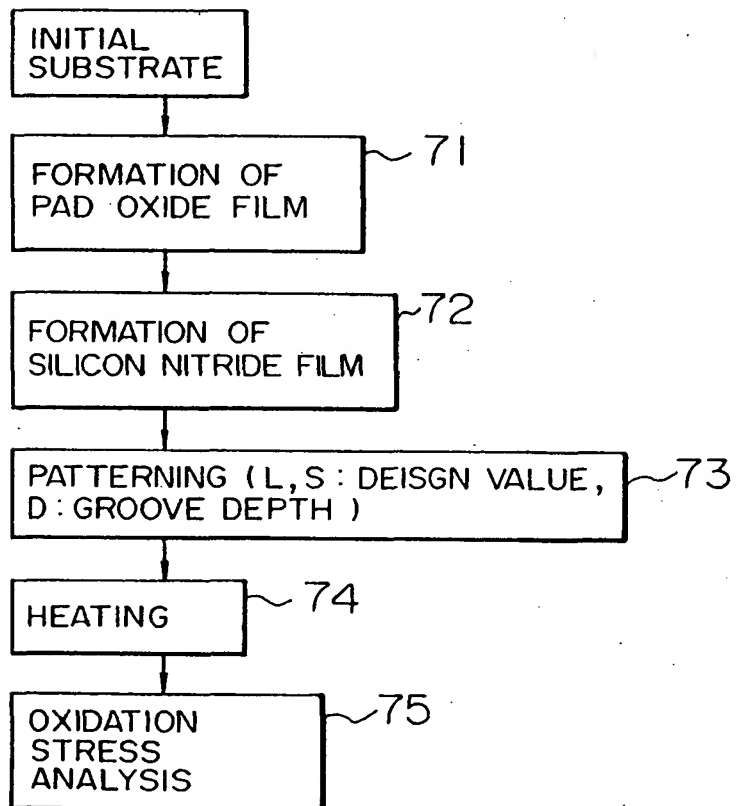 INITIAL
SUBSTRATE
71
FORMATION OF
PAD OXIDE FILM
72
FORMATION OF
SILICON NITRIDE FILM
73
PATTERNING (L,S : DEISGN VALUE,
D : GROOVE DEPTH )
74
HEATING
75
OXIDATION
STRESS
ANALYSIS